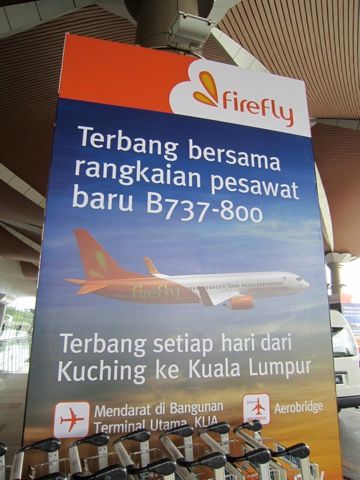 firefly
Terbang bersama
rangkaian pesawat
baru B737-800
firefly
Terbang setiap hari dari
Kuching ke Kuala Lumpur
Mendarat di Bangunan
Terminal Utama, KLIA
Aerobridge